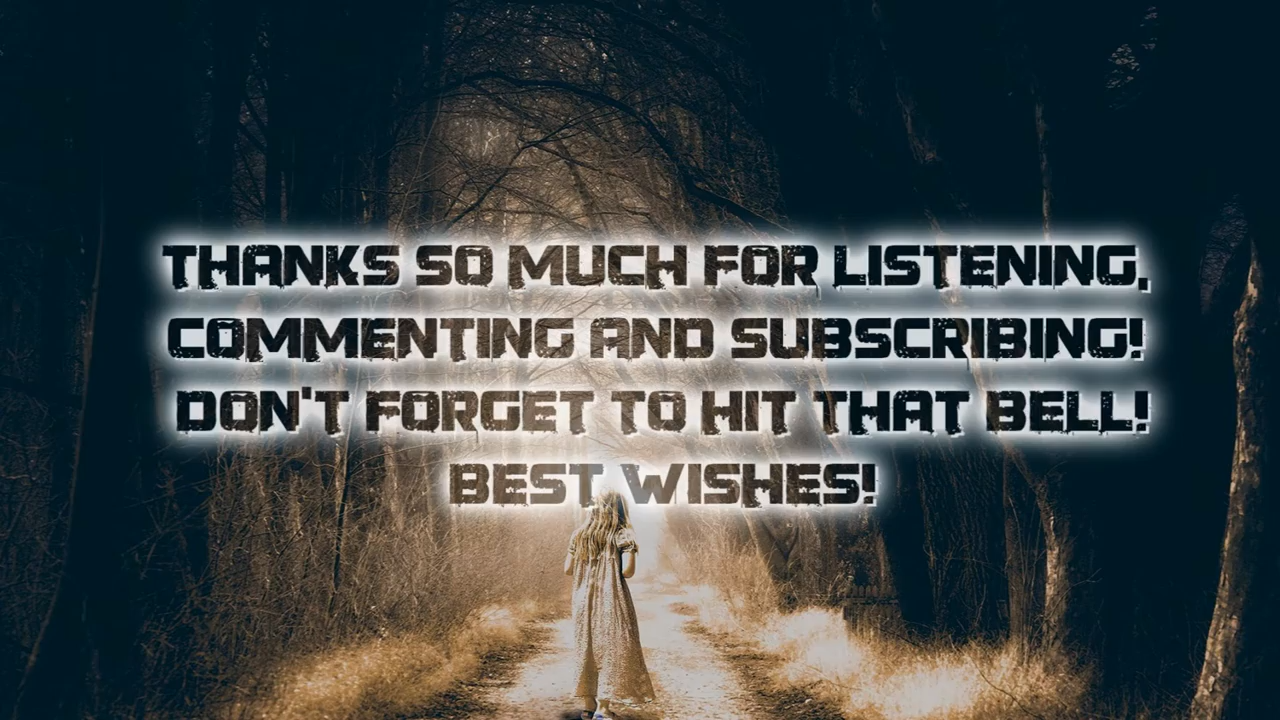 THANKS SO MUCH FOR LISTENING,
COMMENTING AND SUBSCRIBING!
DON'T FORGET TO HIT THAT BELL!
BEST WISHES!